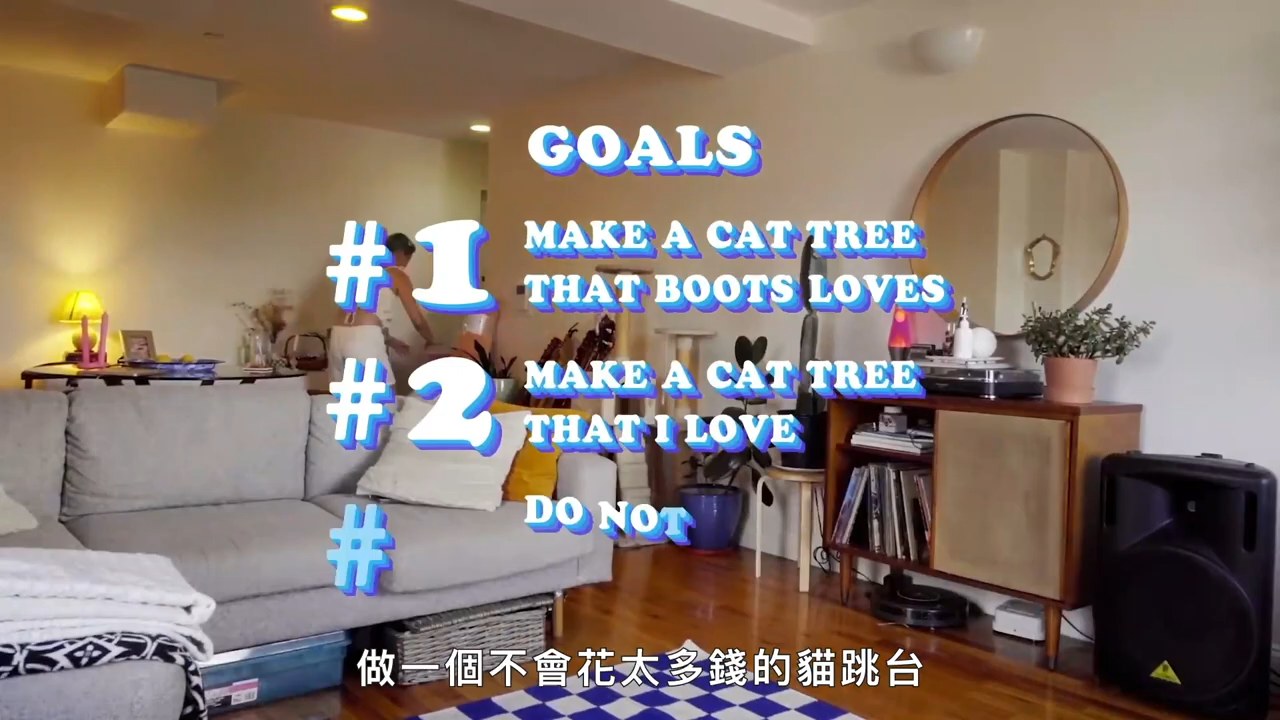 GOALS
#1 MAKE A CAT TREE
THAT BOOTS LOVES
#2 MAKE A CAT TREE
THAT I LOVE
# DO NOT
做一個不會花太多錢的貓跳台